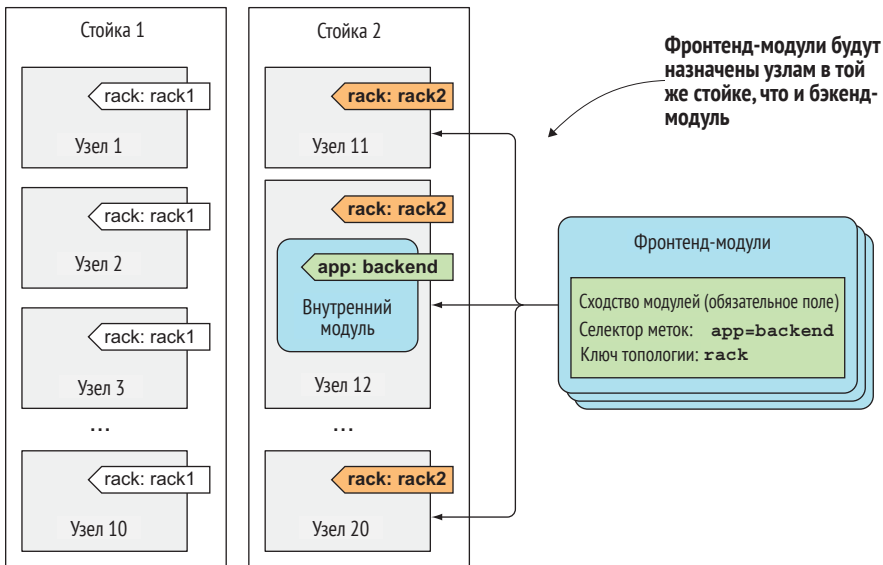 Стойка 1
rack: rack1
Узел 1
rack: rack1
Узел 2
rack: rack1
Узел 3
...
rack: rack1
Узел 10
Стойка 2
rack: rack2
Узел 11
rack: rack2
app: backend
Внутренний
модуль
Узел 12
...
rack: rack2
Узел 20
Фронтенд-модули будут
назначены узлам в той
же стойке, что и бэкенд-
модуль
Фронтенд-модули
Сходство модулей (обязательное поле)
Селектор меток: app=backend
Ключ топологии: rack